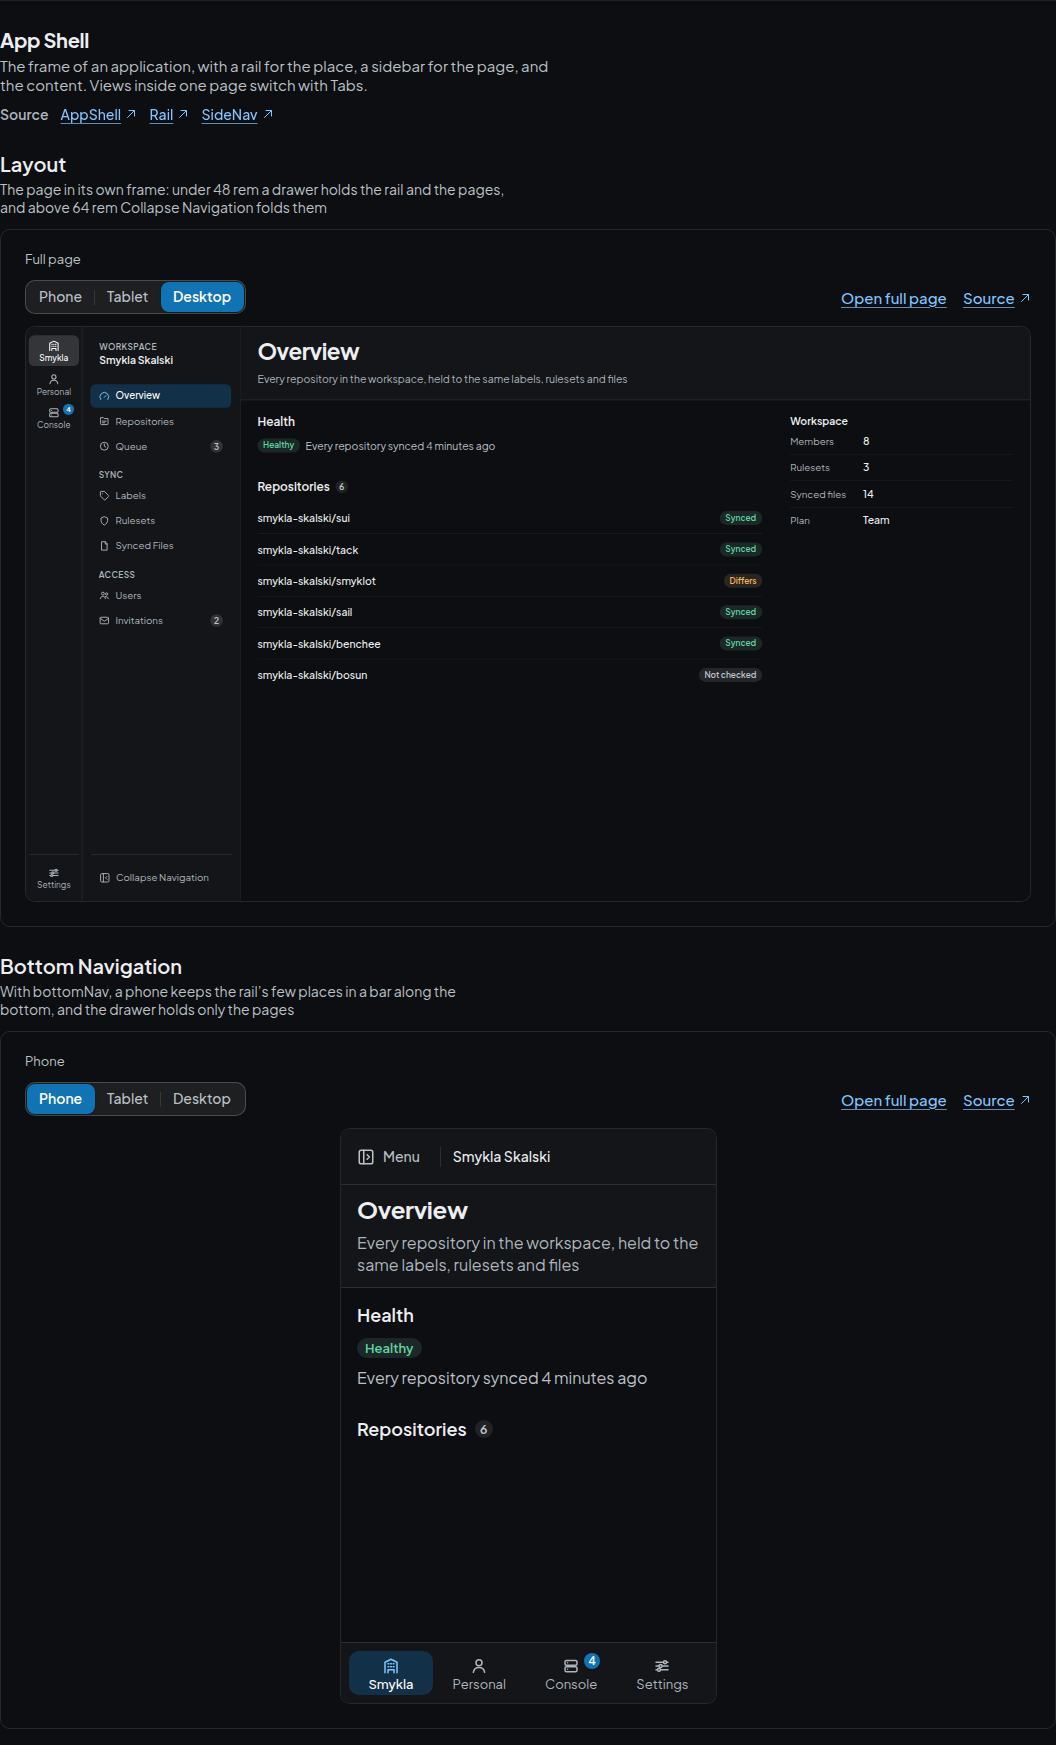 App Shell
The frame of an application, with a rail for the place, a sidebar for the page, and
the content. Views inside one page switch with Tabs.
Source AppShell Rail SideNav
Layout
The page in its own frame: under 48 rem a drawer holds the rail and the pages,
and above 64 rem Collapse Navigation folds them
Full page
Phone Tablet Desktop
Open full page Source
Smykla
Personal
Console 4
Settings
WORKSPACE
Smykla Skalski
Overview
Repositories
Queue 3
SYNC
Labels
Rulesets
Synced Files
ACCESS
Users
Invitations 2
Collapse Navigation
Overview
Every repository in the workspace, held to the same labels, rulesets and files
Health
Healthy Every repository synced 4 minutes ago
Repositories 6
smykla-skalski/sui Synced
smykla-skalski/tack Synced
smykla-skalski/smyklot Differs
smykla-skalski/sail Synced
smykla-skalski/benchee Synced
smykla-skalski/bosun Not checked
Workspace
Members 8
Rulesets 3
Synced files 14
Plan Team
Bottom Navigation
With bottomNav, a phone keeps the rail's few places in a bar along the
bottom, and the drawer holds only the pages
Phone
Phone Tablet Desktop
Open full page Source
Menu Smykla Skalski
Overview
Every repository in the workspace, held to the
same labels, rulesets and files
Health
Healthy
Every repository synced 4 minutes ago
Repositories 6
Smykla Personal Console 4 Settings